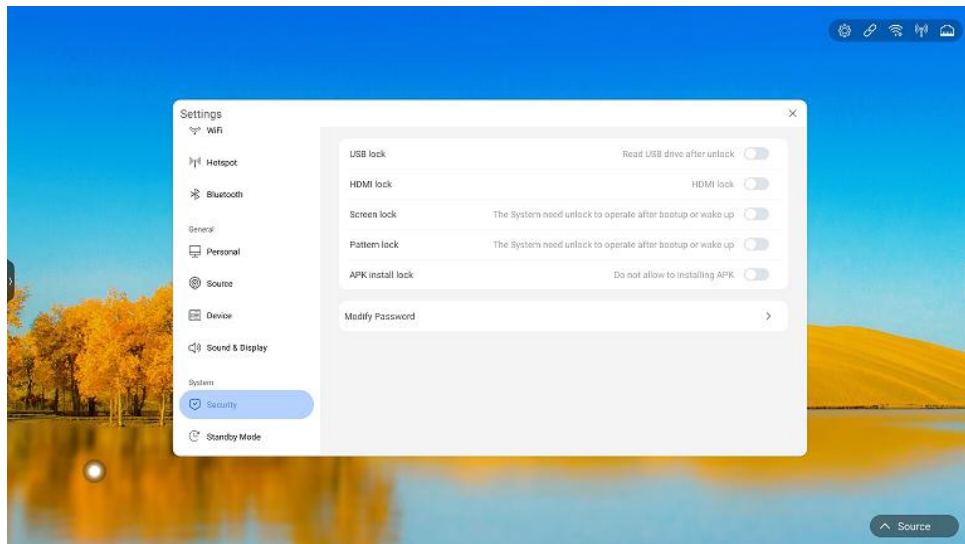 Settings
WiFi
Hotspot
Bluetooth
General
Personal
Source
Device
Sound & Display
System
Security
Standby Mode
USB lock Read USB drive after unlock
HDMI lock HDMI lock
Screen lock The System need unlock to operate after bootup or wake up
Pattern lock The System need unlock to operate after bootup or wake up
APK install lock Do not allow to installing APK
Modify Password
Source